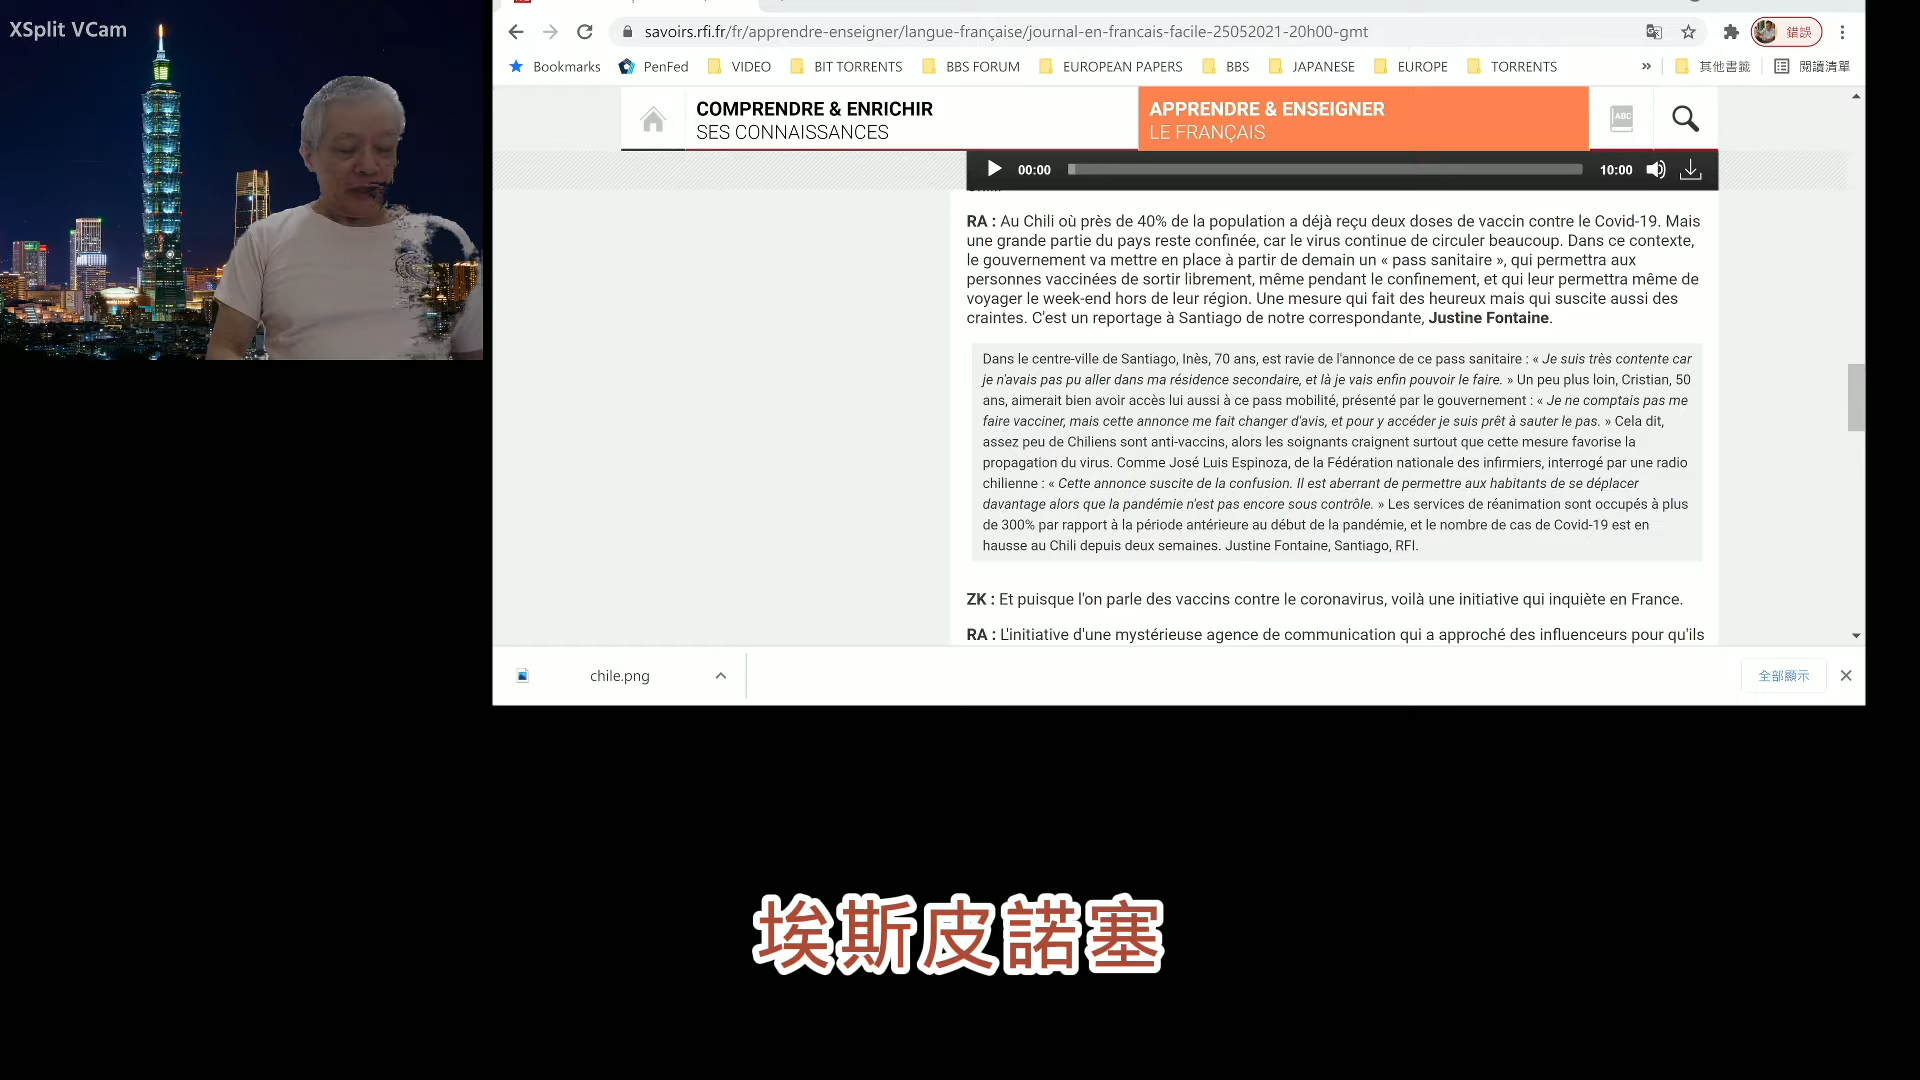 XSplit VCam
savoirs.rfi.fr/fr/apprendre-enseigner/langue-française/journal-en-francais-facile-25052021-20h00-gmt
錯誤
Bookmarks PenFed VIDEO BIT TORRENTS BBS FORUM EUROPEAN PAPERS BBS JAPANESE EUROPE TORRENTS » 其他書籤 閱讀清單
COMPRENDRE & ENRICHIR
SES CONNAISSANCES
APPRENDRE & ENSEIGNER
LE FRANÇAIS
ABC
00:00 10:00
RA : Au Chili où près de 40% de la population a déjà reçu deux doses de vaccin contre le Covid-19. Mais
une grande partie du pays reste confinée, car le virus continue de circuler beaucoup. Dans ce contexte,
le gouvernement va mettre en place à partir de demain un « pass sanitaire », qui permettra aux
personnes vaccinées de sortir librement, même pendant le confinement, et qui leur permettra même de
voyager le week-end hors de leur région. Une mesure qui fait des heureux mais qui suscite aussi des
craintes. C'est un reportage à Santiago de notre correspondante, Justine Fontaine.
Dans le centre-ville de Santiago, Inès, 70 ans, est ravie de l'annonce de ce pass sanitaire : « Je suis très contente car
je n'avais pas pu aller dans ma résidence secondaire, et là je vais enfin pouvoir le faire. » Un peu plus loin, Cristian, 50
ans, aimerait bien avoir accès lui aussi à ce pass mobilité, présenté par le gouvernement : « Je ne comptais pas me
faire vacciner, mais cette annonce me fait changer d'avis, et pour y accéder je suis prêt à sauter le pas. » Cela dit,
assez peu de Chiliens sont anti-vaccins, alors les soignants craignent surtout que cette mesure favorise la
propagation du virus. Comme José Luis Espinoza, de la Fédération nationale des infirmiers, interrogé par une radio
chilienne : « Cette annonce suscite de la confusion. Il est aberrant de permettre aux habitants de se déplacer
davantage alors que la pandémie n'est pas encore sous contrôle. » Les services de réanimation sont occupés à plus
de 300% par rapport à la période antérieure au début de la pandémie, et le nombre de cas de Covid-19 est en
hausse au Chili depuis deux semaines. Justine Fontaine, Santiago, RFI.
ZK : Et puisque l'on parle des vaccins contre le coronavirus, voilà une initiative qui inquiète en France.
RA : L'initiative d'une mystérieuse agence de communication qui a approché des influenceurs pour qu'ils
chile.png
全部顯示
埃斯皮諾塞